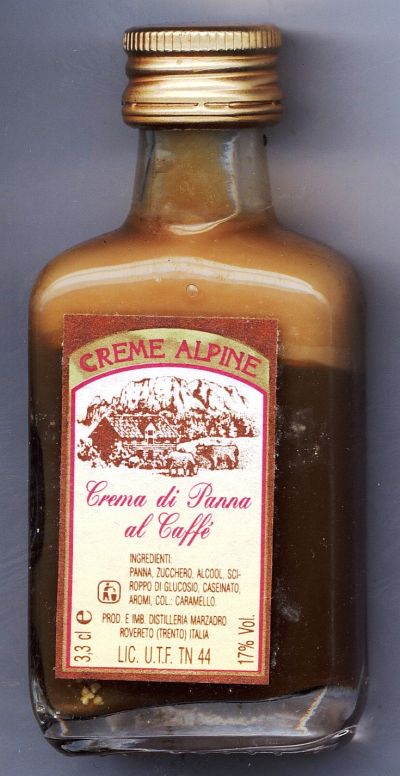 CREME ALPINE
Crema di Panna
al Caffé
INGREDIENTI:
PANNA, ZUCCHERO, ALCOOL, SCI-
ROPPO DI GLUCOSIO, CASEINATO,
AROMI, COL.: CARAMELLO.
PROD. E IMB. DISTILLERIA MARZADRO
ROVERETO (TRENTO) ITALIA
LIC. U.T.F. TN 44
3,3 cl e
17% Vol.